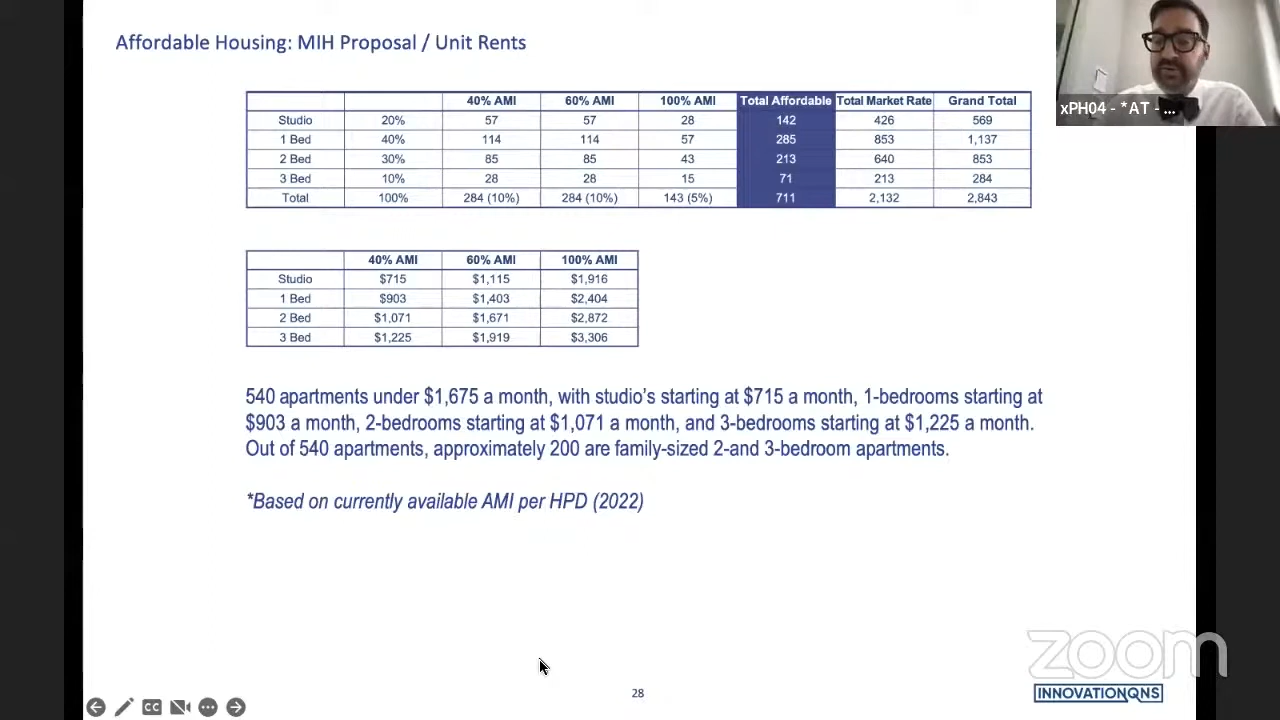 Affordable Housing: MIH Proposal / Unit Rents
40% AMI 60% AMI 100% AMI Total Affordable Total Market Rate Grand Total
Studio 20% 57 57 28 142 426 569
1 Bed 40% 114 114 57 285 853 1,137
2 Bed 30% 85 85 43 213 640 853
3 Bed 10% 28 28 15 71 213 284
Total 100% 284 (10%) 284 (10%) 143 (5%) 711 2,132 2,843
40% AMI 60% AMI 100% AMI
Studio $715 $1,115 $1,916
1 Bed $903 $1,403 $2,404
2 Bed $1,071 $1,671 $2,872
3 Bed $1,225 $1,919 $3,306
540 apartments under $1,675 a month, with studio's starting at $715 a month, 1-bedrooms starting at
$903 a month, 2-bedrooms starting at $1,071 a month, and 3-bedrooms starting at $1,225 a month.
Out of 540 apartments, approximately 200 are family-sized 2-and 3-bedroom apartments.
*Based on currently available AMI per HPD (2022)
28
xPH04 - *AT - ...
zoom
INNOVATIONQNS
CC